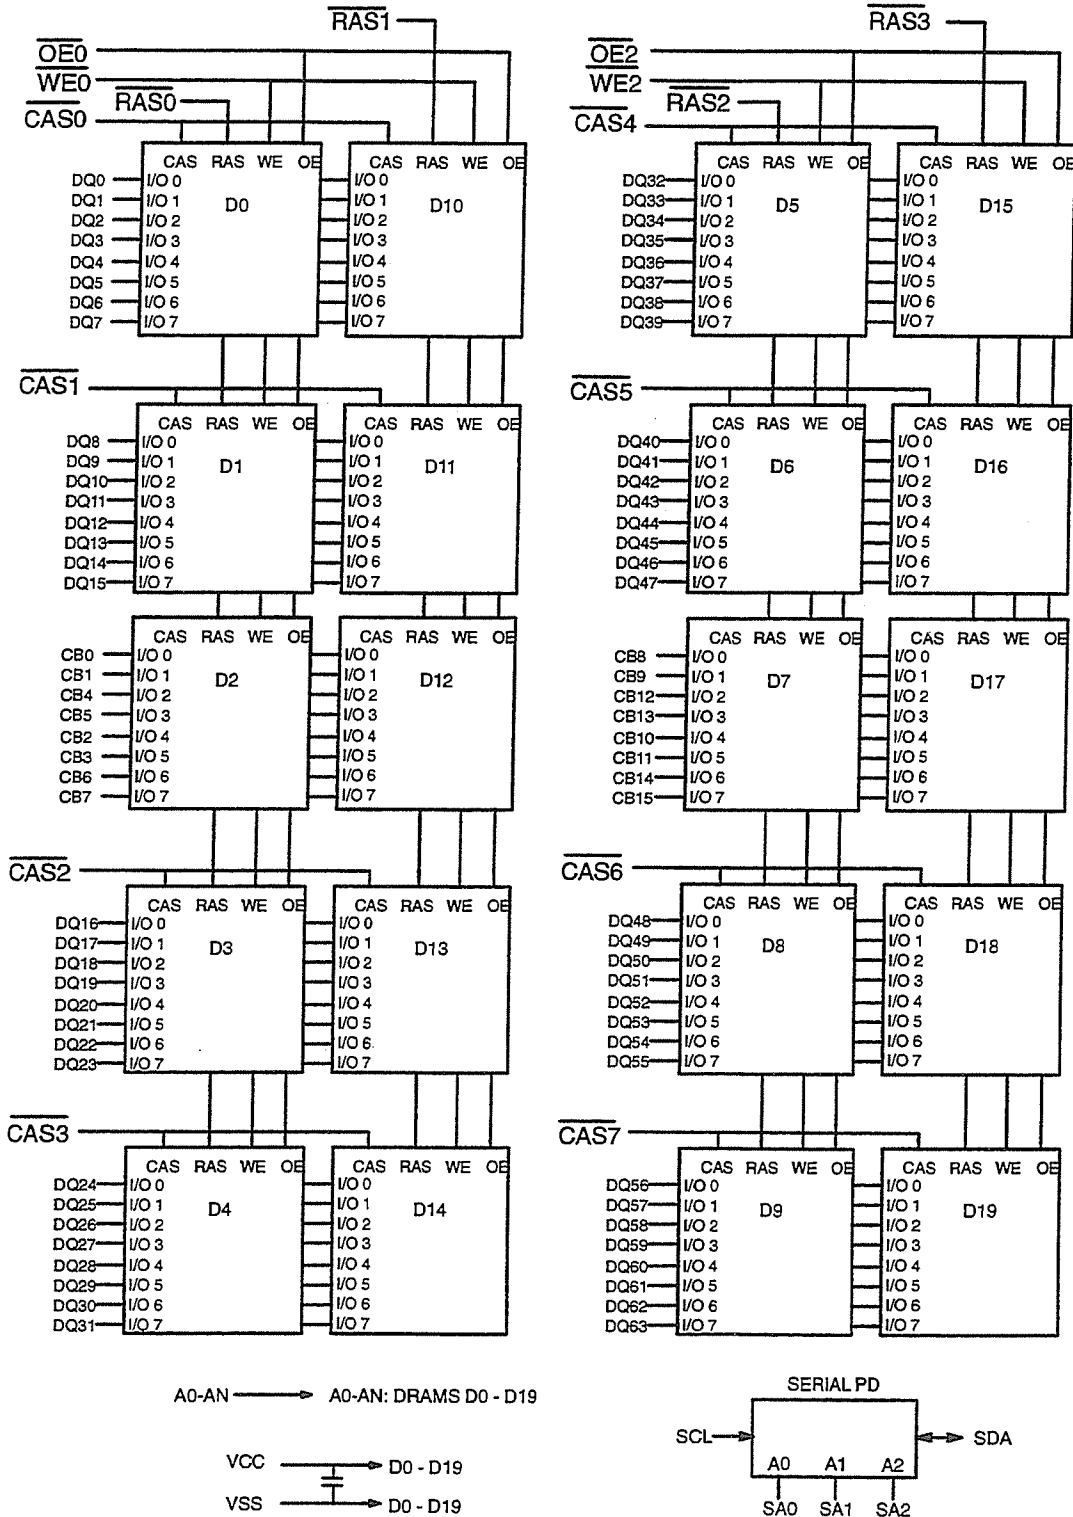 RAS1 RAS3
OE0 OE2
WE0 WE2
RAS0 RAS2
CAS0 CAS4
CAS RAS WE OE CAS RAS WE OE CAS RAS WE OE CAS RAS WE OE
DQ0 I/O 0 I/O 0 DQ32 I/O 0 I/O 0
DQ1 I/O 1 I/O 1 DQ33 I/O 1 I/O 1
D0 D10 D5 D15
DQ2 I/O 2 I/O 2 DQ34 I/O 2 I/O 2
DQ3 I/O 3 I/O 3 DQ35 I/O 3 I/O 3
DQ4 I/O 4 I/O 4 DQ36 I/O 4 I/O 4
DQ5 I/O 5 I/O 5 DQ37 I/O 5 I/O 5
DQ6 I/O 6 I/O 6 DQ38 I/O 6 I/O 6
DQ7 I/O 7 I/O 7 DQ39 I/O 7 I/O 7
CAS1 CAS5
CAS RAS WE OE CAS RAS WE OE CAS RAS WE OE CAS RAS WE OE
DQ8 I/O 0 I/O 0 DQ40 I/O 0 I/O 0
DQ9 I/O 1 I/O 1 DQ41 I/O 1 I/O 1
D1 D11 D6 D16
DQ10 I/O 2 I/O 2 DQ42 I/O 2 I/O 2
DQ11 I/O 3 I/O 3 DQ43 I/O 3 I/O 3
DQ12 I/O 4 I/O 4 DQ44 I/O 4 I/O 4
DQ13 I/O 5 I/O 5 DQ45 I/O 5 I/O 5
DQ14 I/O 6 I/O 6 DQ46 I/O 6 I/O 6
DQ15 I/O 7 I/O 7 DQ47 I/O 7 I/O 7
CAS RAS WE OE CAS RAS WE OE CAS RAS WE OE CAS RAS WE OE
CB0 I/O 0 I/O 0 CB8 I/O 0 I/O 0
CB1 I/O 1 I/O 1 CB9 I/O 1 I/O 1
D2 D12 D7 D17
CB4 I/O 2 I/O 2 CB12 I/O 2 I/O 2
CB5 I/O 3 I/O 3 CB13 I/O 3 I/O 3
CB2 I/O 4 I/O 4 CB10 I/O 4 I/O 4
CB3 I/O 5 I/O 5 CB11 I/O 5 I/O 5
CB6 I/O 6 I/O 6 CB14 I/O 6 I/O 6
CB7 I/O 7 I/O 7 CB15 I/O 7 I/O 7
CAS2 CAS6
CAS RAS WE OE CAS RAS WE OE CAS RAS WE OE CAS RAS WE OE
DQ16 I/O 0 I/O 0 DQ48 I/O 0 I/O 0
DQ17 I/O 1 I/O 1 DQ49 I/O 1 I/O 1
D3 D13 D8 D18
DQ18 I/O 2 I/O 2 DQ50 I/O 2 I/O 2
DQ19 I/O 3 I/O 3 DQ51 I/O 3 I/O 3
DQ20 I/O 4 I/O 4 DQ52 I/O 4 I/O 4
DQ21 I/O 5 I/O 5 DQ53 I/O 5 I/O 5
DQ22 I/O 6 I/O 6 DQ54 I/O 6 I/O 6
DQ23 I/O 7 I/O 7 DQ55 I/O 7 I/O 7
CAS3 CAS7
CAS RAS WE OE CAS RAS WE OE CAS RAS WE OE CAS RAS WE OE
DQ24 I/O 0 I/O 0 DQ56 I/O 0 I/O 0
DQ25 I/O 1 I/O 1 DQ57 I/O 1 I/O 1
D4 D14 D9 D19
DQ26 I/O 2 I/O 2 DQ58 I/O 2 I/O 2
DQ27 I/O 3 I/O 3 DQ59 I/O 3 I/O 3
DQ28 I/O 4 I/O 4 DQ60 I/O 4 I/O 4
DQ29 I/O 5 I/O 5 DQ61 I/O 5 I/O 5
DQ30 I/O 6 I/O 6 DQ62 I/O 6 I/O 6
DQ31 I/O 7 I/O 7 DQ63 I/O 7 I/O 7
A0-AN A0-AN: DRAMS D0 - D19
SERIAL PD
SCL SDA
VCC D0 - D19
A0 A1 A2
VSS D0 - D19
SA0 SA1 SA2